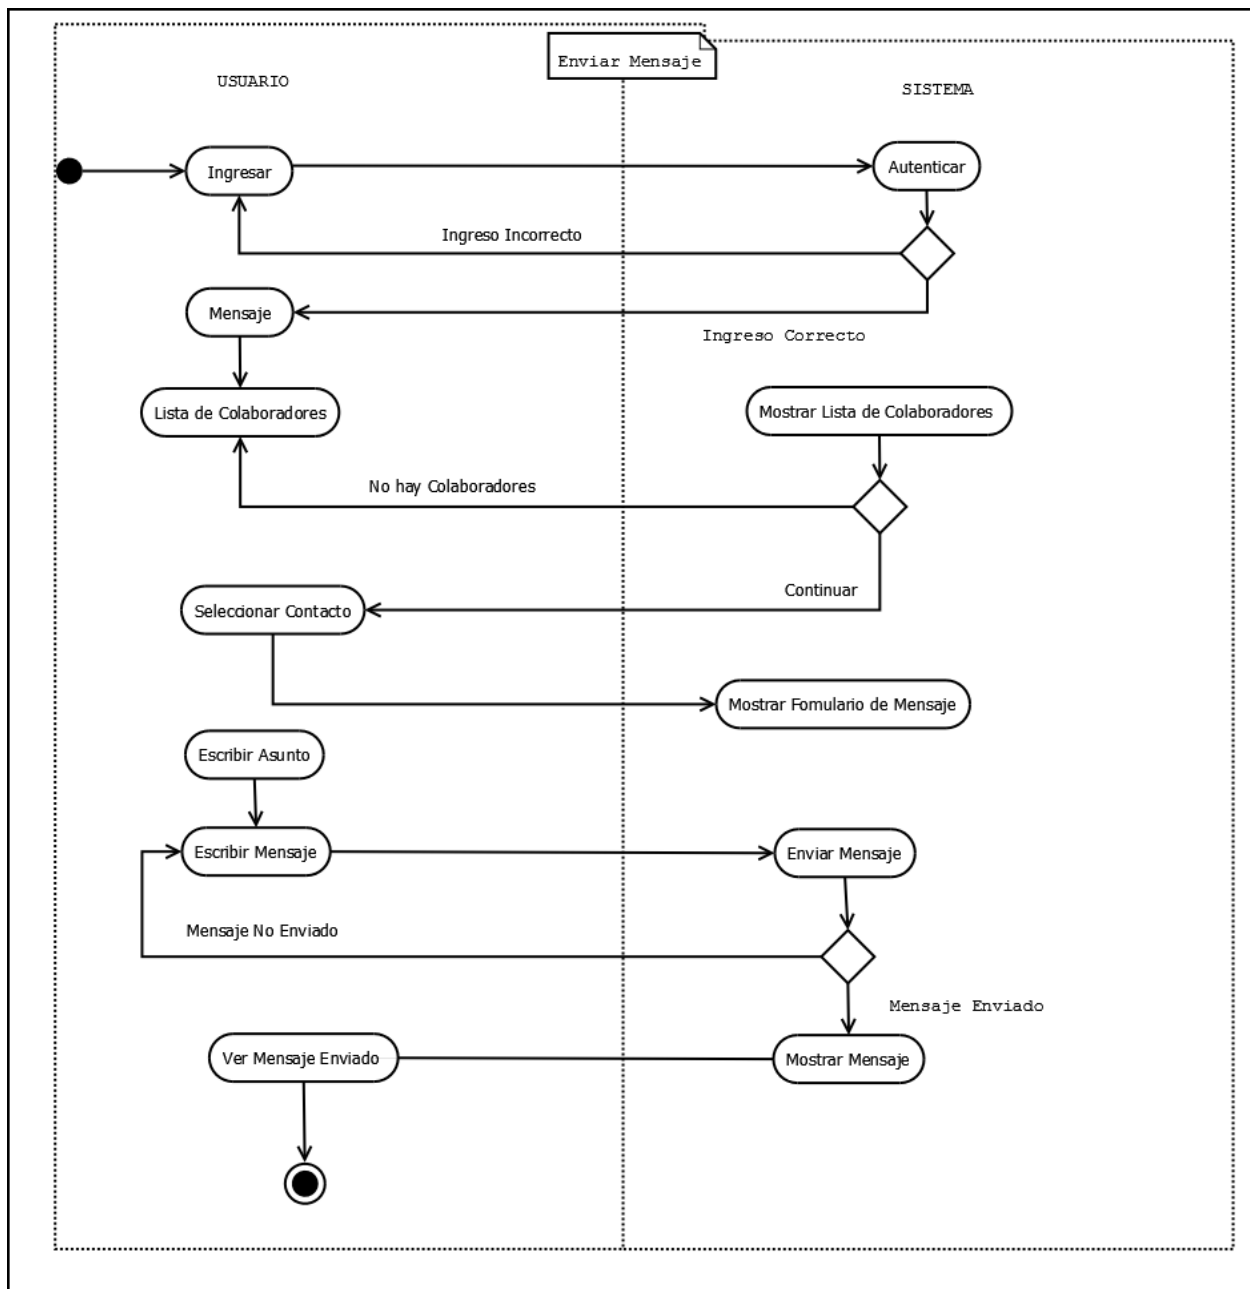 Enviar Mensaje
USUARIO
SISTEMA
Ingresar
Autenticar
Ingreso Incorrecto
Mensaje
Ingreso Correcto
Lista de Colaboradores
Mostrar Lista de Colaboradores
No hay Colaboradores
Continuar
Seleccionar Contacto
Mostrar Fomulario de Mensaje
Escribir Asunto
Escribir Mensaje
Enviar Mensaje
Mensaje No Enviado
Mensaje Enviado
Ver Mensaje Enviado
Mostrar Mensaje